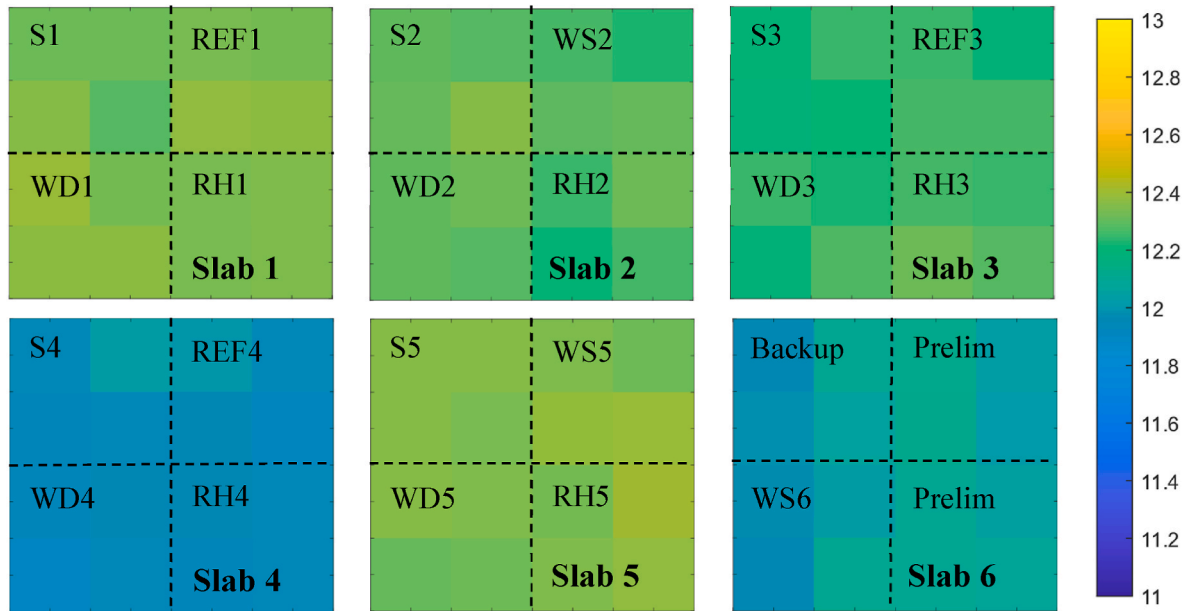 S1 REF1
WD1 RH1
Slab 1
S2 WS2
WD2 RH2
Slab 2
S3 REF3
WD3 RH3
Slab 3
S4 REF4
WD4 RH4
Slab 4
S5 WS5
WD5 RH5
Slab 5
Backup Prelim
WS6 Prelim
Slab 6
13
12.8
12.6
12.4
12.2
12
11.8
11.6
11.4
11.2
11